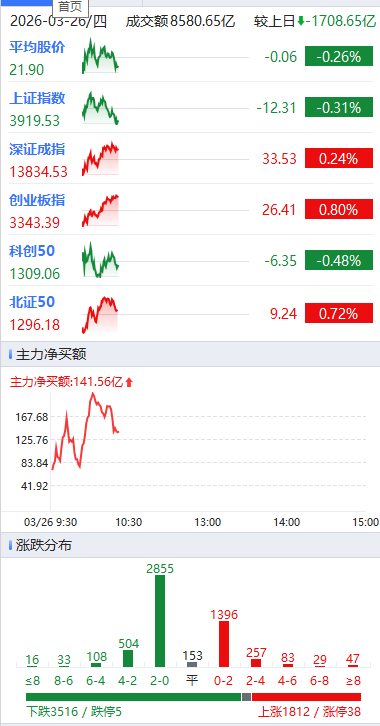 首页
2026-03-26/四 成交额8580.65亿 较上日-1708.65亿
平均股价
21.90 -0.06 -0.26%
上证指数
3919.53 -12.31 -0.31%
深证成指
13834.53 33.53 0.24%
创业板指
3343.39 26.41 0.80%
科创50
1309.06 -6.35 -0.48%
北证50
1296.18 9.24 0.72%
主力净买额
主力净买额:141.56亿
167.68
125.76
83.84
41.92
03/26 9:30 10:30 13:00 14:00 15:00
涨跌分布
16 33 108 504 2855 153 1396 257 83 29 47
≤8 8-6 6-4 4-2 2-0 平 0-2 2-4 4-6 6-8 ≥8
下跌3516 / 跌停5 上涨1812 / 涨停38